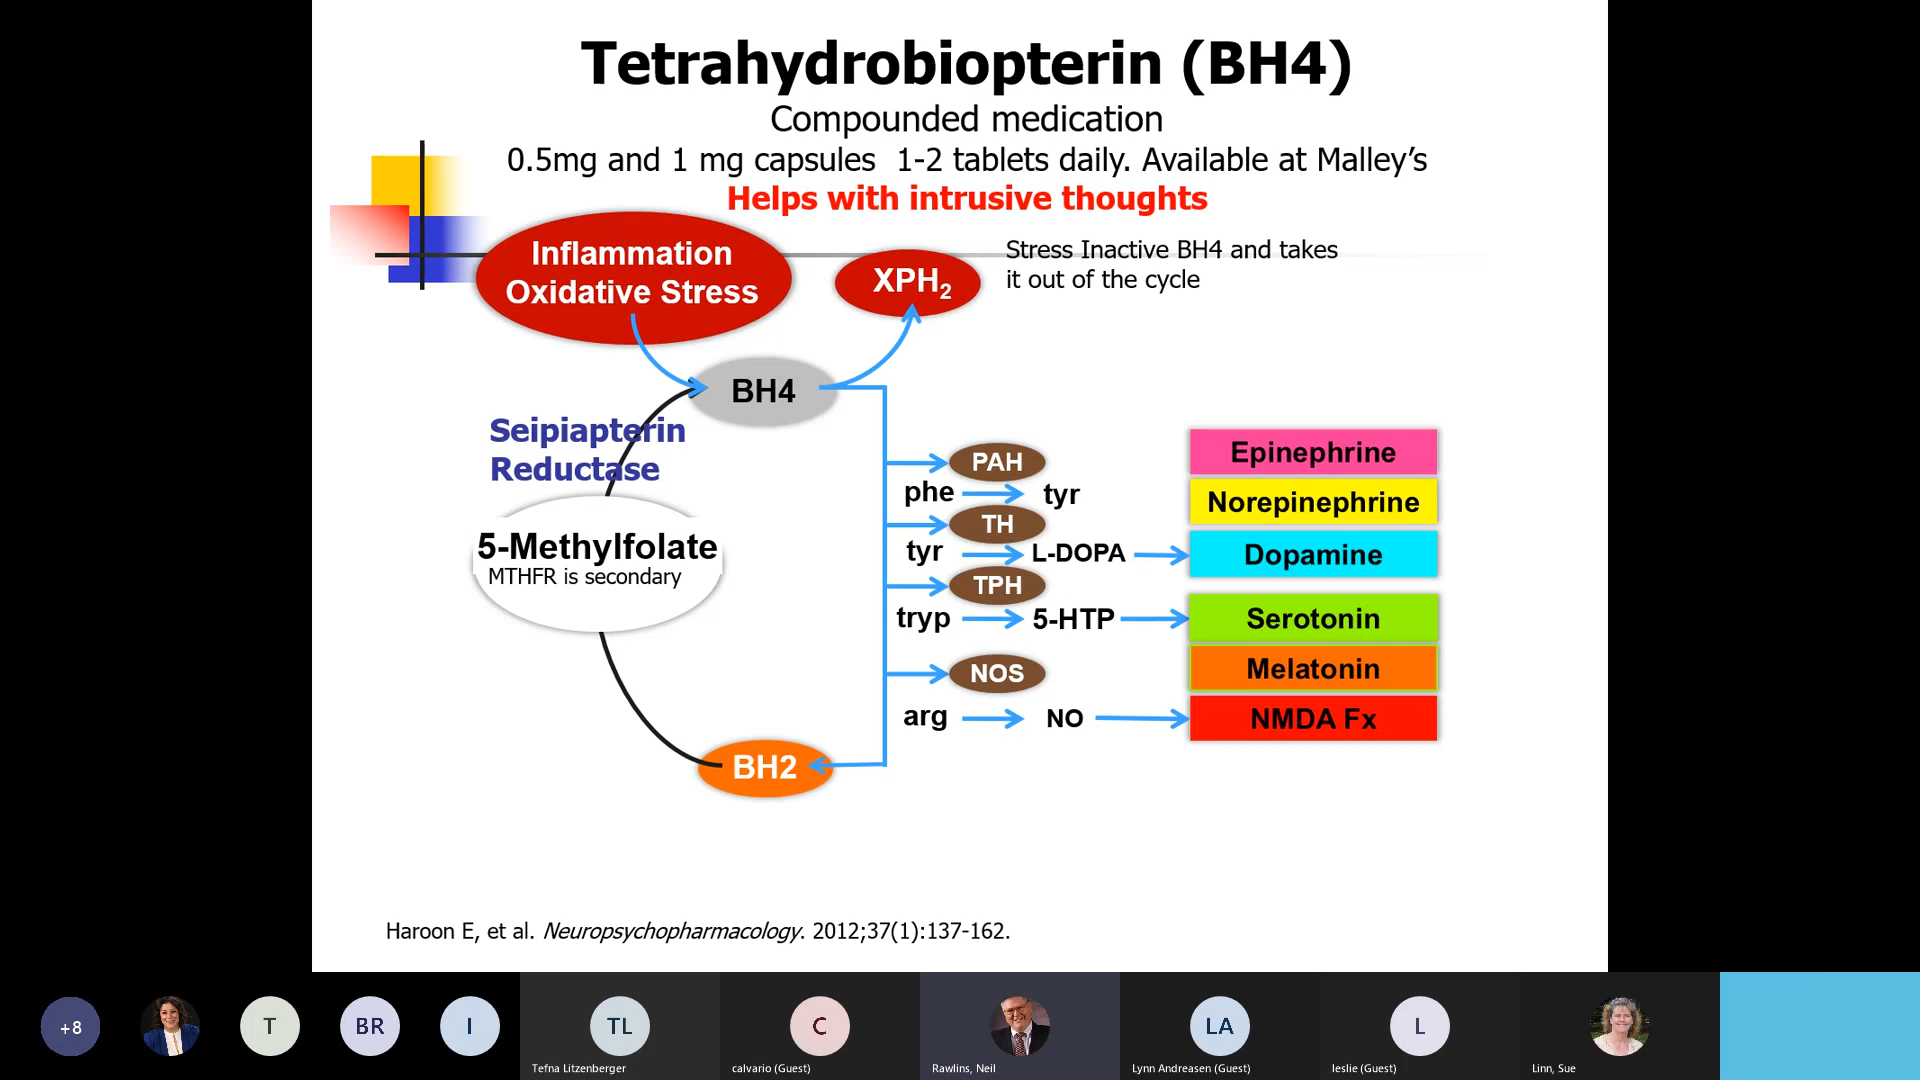 Tetrahydrobiopterin (BH4)
Compounded medication
0.5mg and 1 mg capsules 1-2 tablets daily. Available at Malley's
Helps with intrusive thoughts
Inflammation
Oxidative Stress
XPH2
Stress Inactive BH4 and takes
it out of the cycle
BH4
Seipiapterin
Reductase
5-Methylfolate
MTHFR is secondary
BH2
PAH
phe tyr
TH
tyr L-DOPA
TPH
tryp 5-HTP
NOS
arg NO
Epinephrine
Norepinephrine
Dopamine
Serotonin
Melatonin
NMDA Fx
Haroon E, et al. Neuropsychopharmacology. 2012;37(1):137-162.
+8
T
BR
I
TL
Tefna Litzenberger
C
calvario (Guest)
Rawlins, Neil
LA
Lynn Andreasen (Guest)
L
leslie (Guest)
Linn, Sue